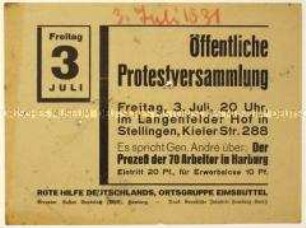 3. Juli 1931
Freitag
3
JULI
Öffentliche
Protestversammlung
Freitag, 3. Juli, 20 Uhr,
im Langenfelder Hof in
Stellingen, Kieler Str. 288
Es spricht Gen. André über: Der
Prozeß der 70 Arbeiter in Harburg
Eintritt 20 Pf., für Erwerbslose 10 Pf.
ROTE HILFE DEUTSCHLANDS, ORTSGRUPPE EIMSBÜTTEL